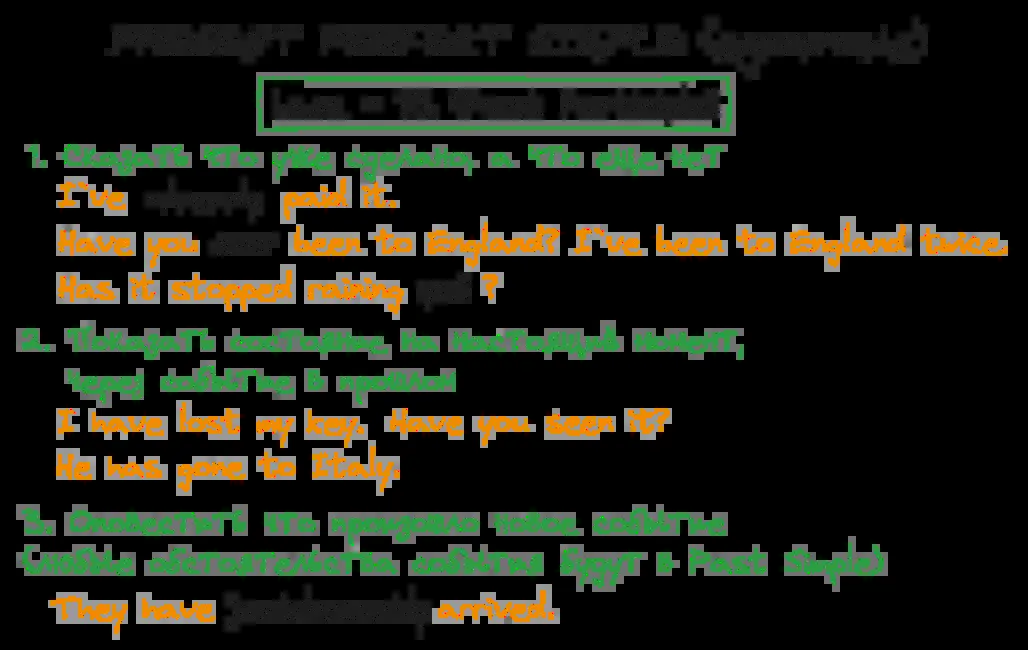 PRESENT PERFECT SIMPLE
1. Сказать что уже сделано, а что еще нет
I`ve already paid it.
Have you ever been to England? I`ve been to England twice.
Has it stopped raining yet ?
2. Показать состояние на настоящий момент,
через событие в прошлом
I have lost my key. Have you seen it?
He has gone to Italy.
3. Оповестить что произошло новое событие
(любые обстоятельства события будут в Past Simple)
They have arrived.